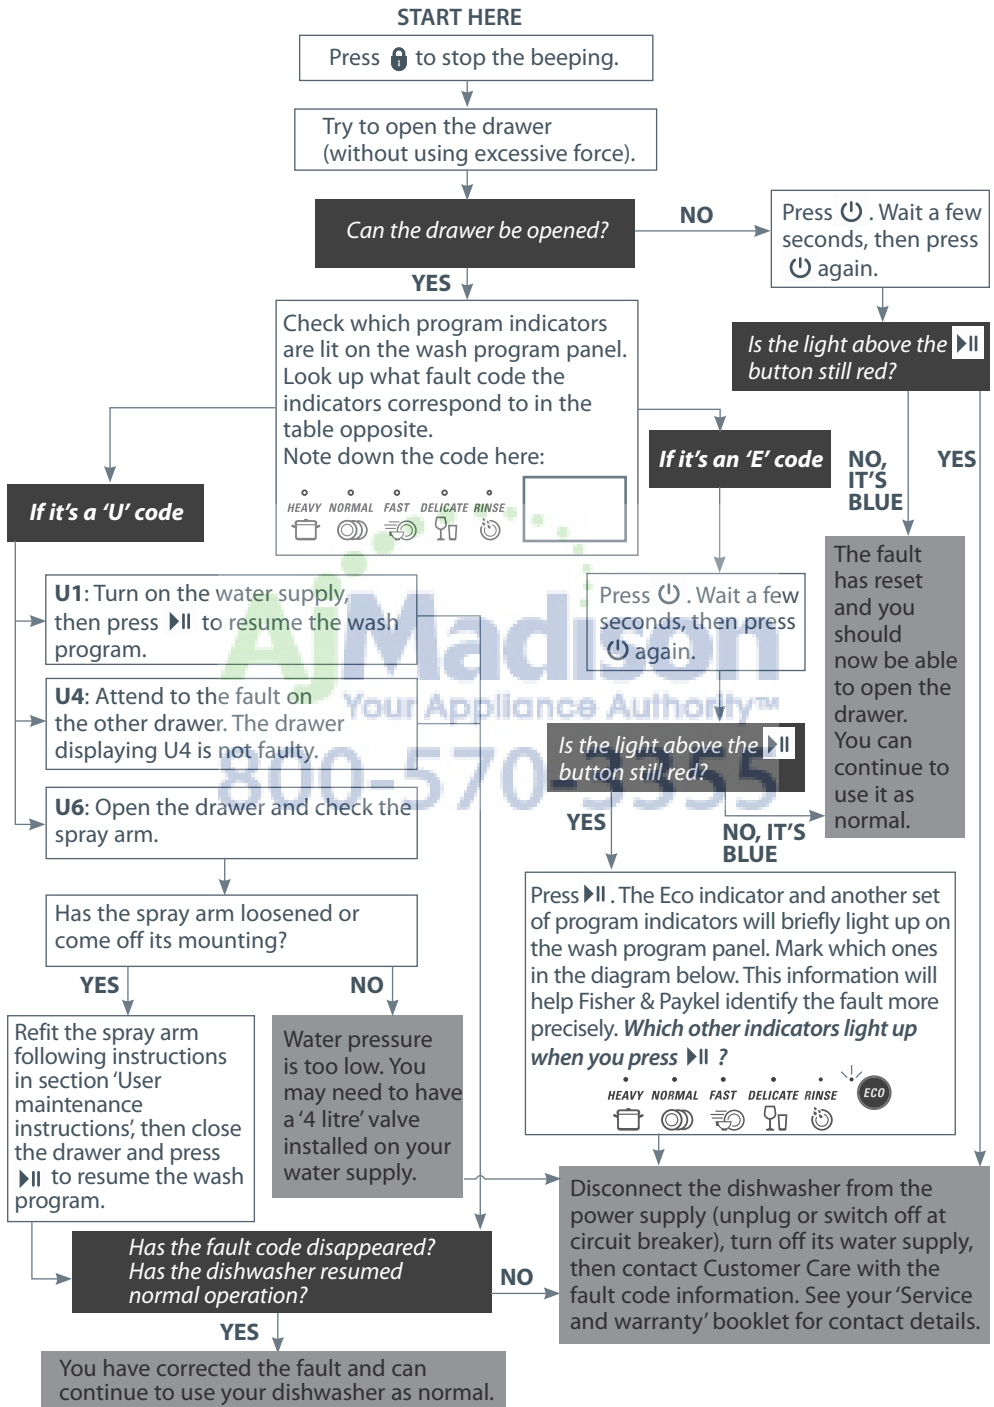 START HERE
Press to stop the beeping.
Try to open the drawer
(without using excessive force).
Can the drawer be opened?
NO
Press . Wait a few
seconds, then press
again.
YES
Is the light above the
button still red?
Check which program indicators
are lit on the wash program panel.
Look up what fault code the
indicators correspond to in the
table opposite.
Note down the code here:
HEAVY NORMAL FAST DELICATE RINSE
If it's an 'E' code
NO,
IT'S
BLUE
YES
If it's a 'U' code
The fault
has reset
and you
should
now be able
to open the
drawer.
You can
continue to
use it as
normal.
U1: Turn on the water supply,
then press to resume the wash
program.
Press . Wait a few
seconds, then press
again.
AjMadison
Your Appliance Authority™
800-570-3355
U4: Attend to the fault on
the other drawer. The drawer
displaying U4 is not faulty.
Is the light above the
button still red?
U6: Open the drawer and check the
spray arm.
YES
NO, IT'S
BLUE
Has the spray arm loosened or
come off its mounting?
Press . The Eco indicator and another set
of program indicators will briefly light up on
the wash program panel. Mark which ones
in the diagram below. This information will
help Fisher & Paykel identify the fault more
precisely. Which other indicators light up
when you press ?
HEAVY NORMAL FAST DELICATE RINSE
ECO
YES
NO
Refit the spray arm
following instructions
in section 'User
maintenance
instructions', then close
the drawer and press
to resume the wash
program.
Water pressure
is too low. You
may need to have
a '4 litre' valve
installed on your
water supply.
Disconnect the dishwasher from the
power supply (unplug or switch off at
circuit breaker), turn off its water supply,
then contact Customer Care with the
fault code information. See your 'Service
and warranty' booklet for contact details.
Has the fault code disappeared?
Has the dishwasher resumed
normal operation?
NO
YES
You have corrected the fault and can
continue to use your dishwasher as normal.